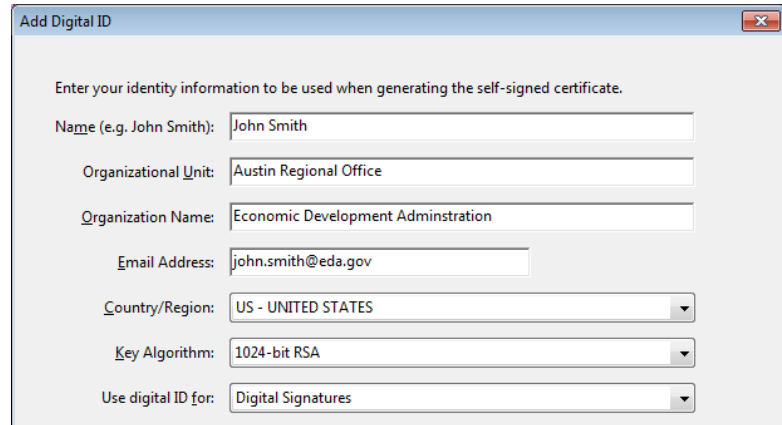 Add Digital ID
Enter your identity information to be used when generating the self-signed certificate.
Name (e.g. John Smith): John Smith
Organizational Unit: Austin Regional Office
Organization Name: Economic Development Adminstration
Email Address: john.smith@eda.gov
Country/Region: US - UNITED STATES
Key Algorithm: 1024-bit RSA
Use digital ID for: Digital Signatures